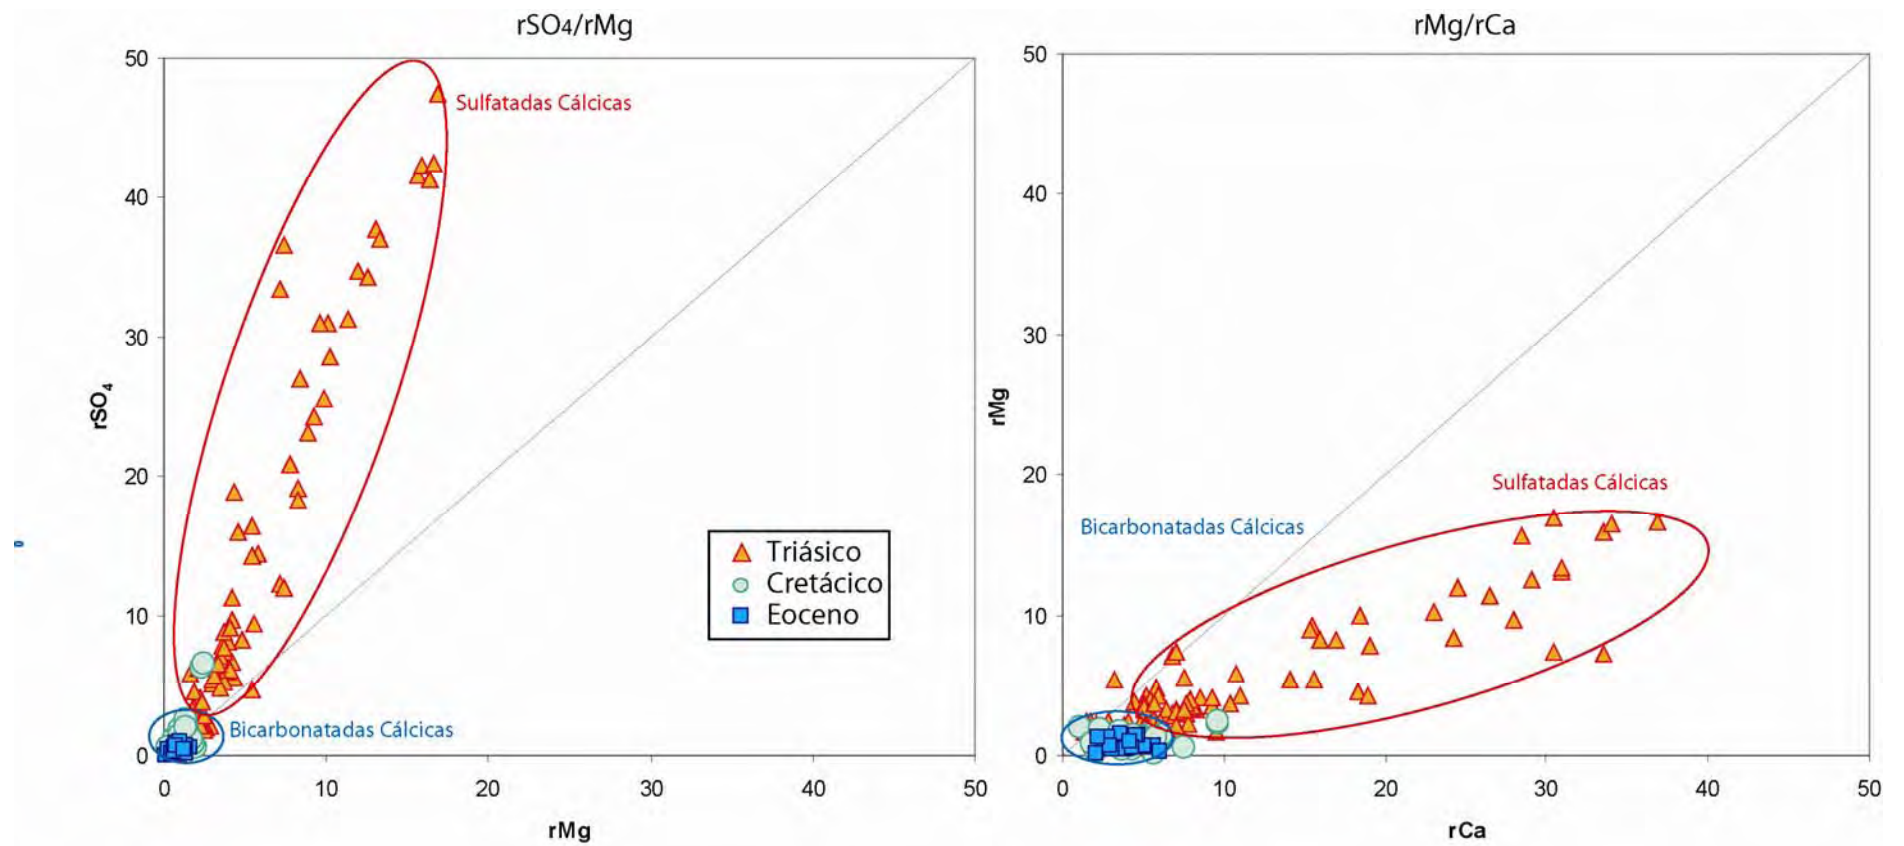 rSO4/rMg
50
40
30
20
10
0
rSO4
0
10
20
30
40
50
rMg
Sulfatadas Cálcicas
Bicarbonatadas Cálcicas
Triásico
Cretácico
Eoceno
rMg/rCa
50
40
30
20
10
0
rMg
0
10
20
30
40
50
rCa
Sulfatadas Cálcicas
Bicarbonatadas Cálcicas